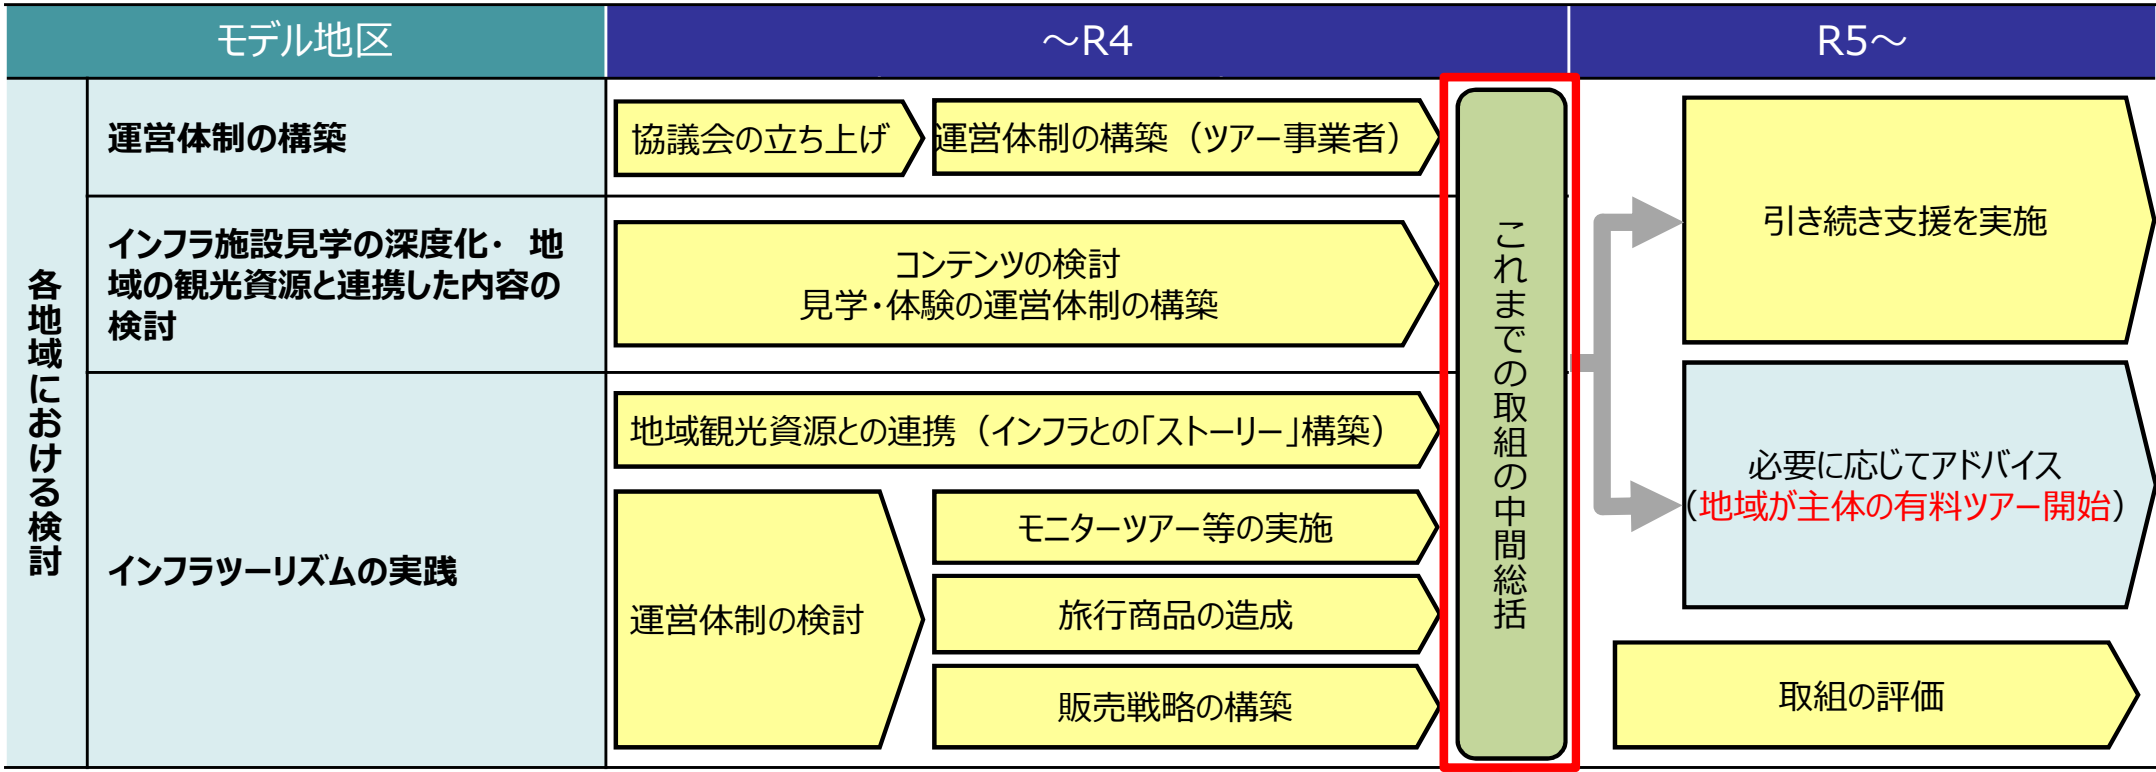 モデル地区
～R4
R5～
各地域における検討
運営体制の構築
協議会の立ち上げ
運営体制の構築（ツアー事業者）
インフラ施設見学の深度化・ 地
域の観光資源と連携した内容の
検討
コンテンツの検討
見学・体験の運営体制の構築
インフラツーリズムの実践
地域観光資源との連携（インフラとの「ストーリー」構築）
運営体制の検討
モニターツアー等の実施
旅行商品の造成
販売戦略の構築
これまでの取組の中間総括
引き続き支援を実施
必要に応じてアドバイス
（地域が主体の有料ツアー開始）
取組の評価